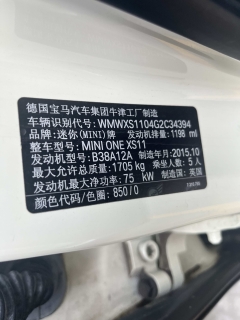 德国宝马汽车集团牛津工厂制造
车辆识别代号: WMWXS1104G2C34394
品牌: 迷你(MINI)牌 发动机排量: 1198 ml
整车型号: MINI ONE XS11
发动机型号: B38A12A 制造年月: 2015.10
最大允许总质量: 1705 kg 乘坐人数: 5 人
发动机最大净功率: 75 kW 制造国: 英国
颜色代码/色圈: 850/0